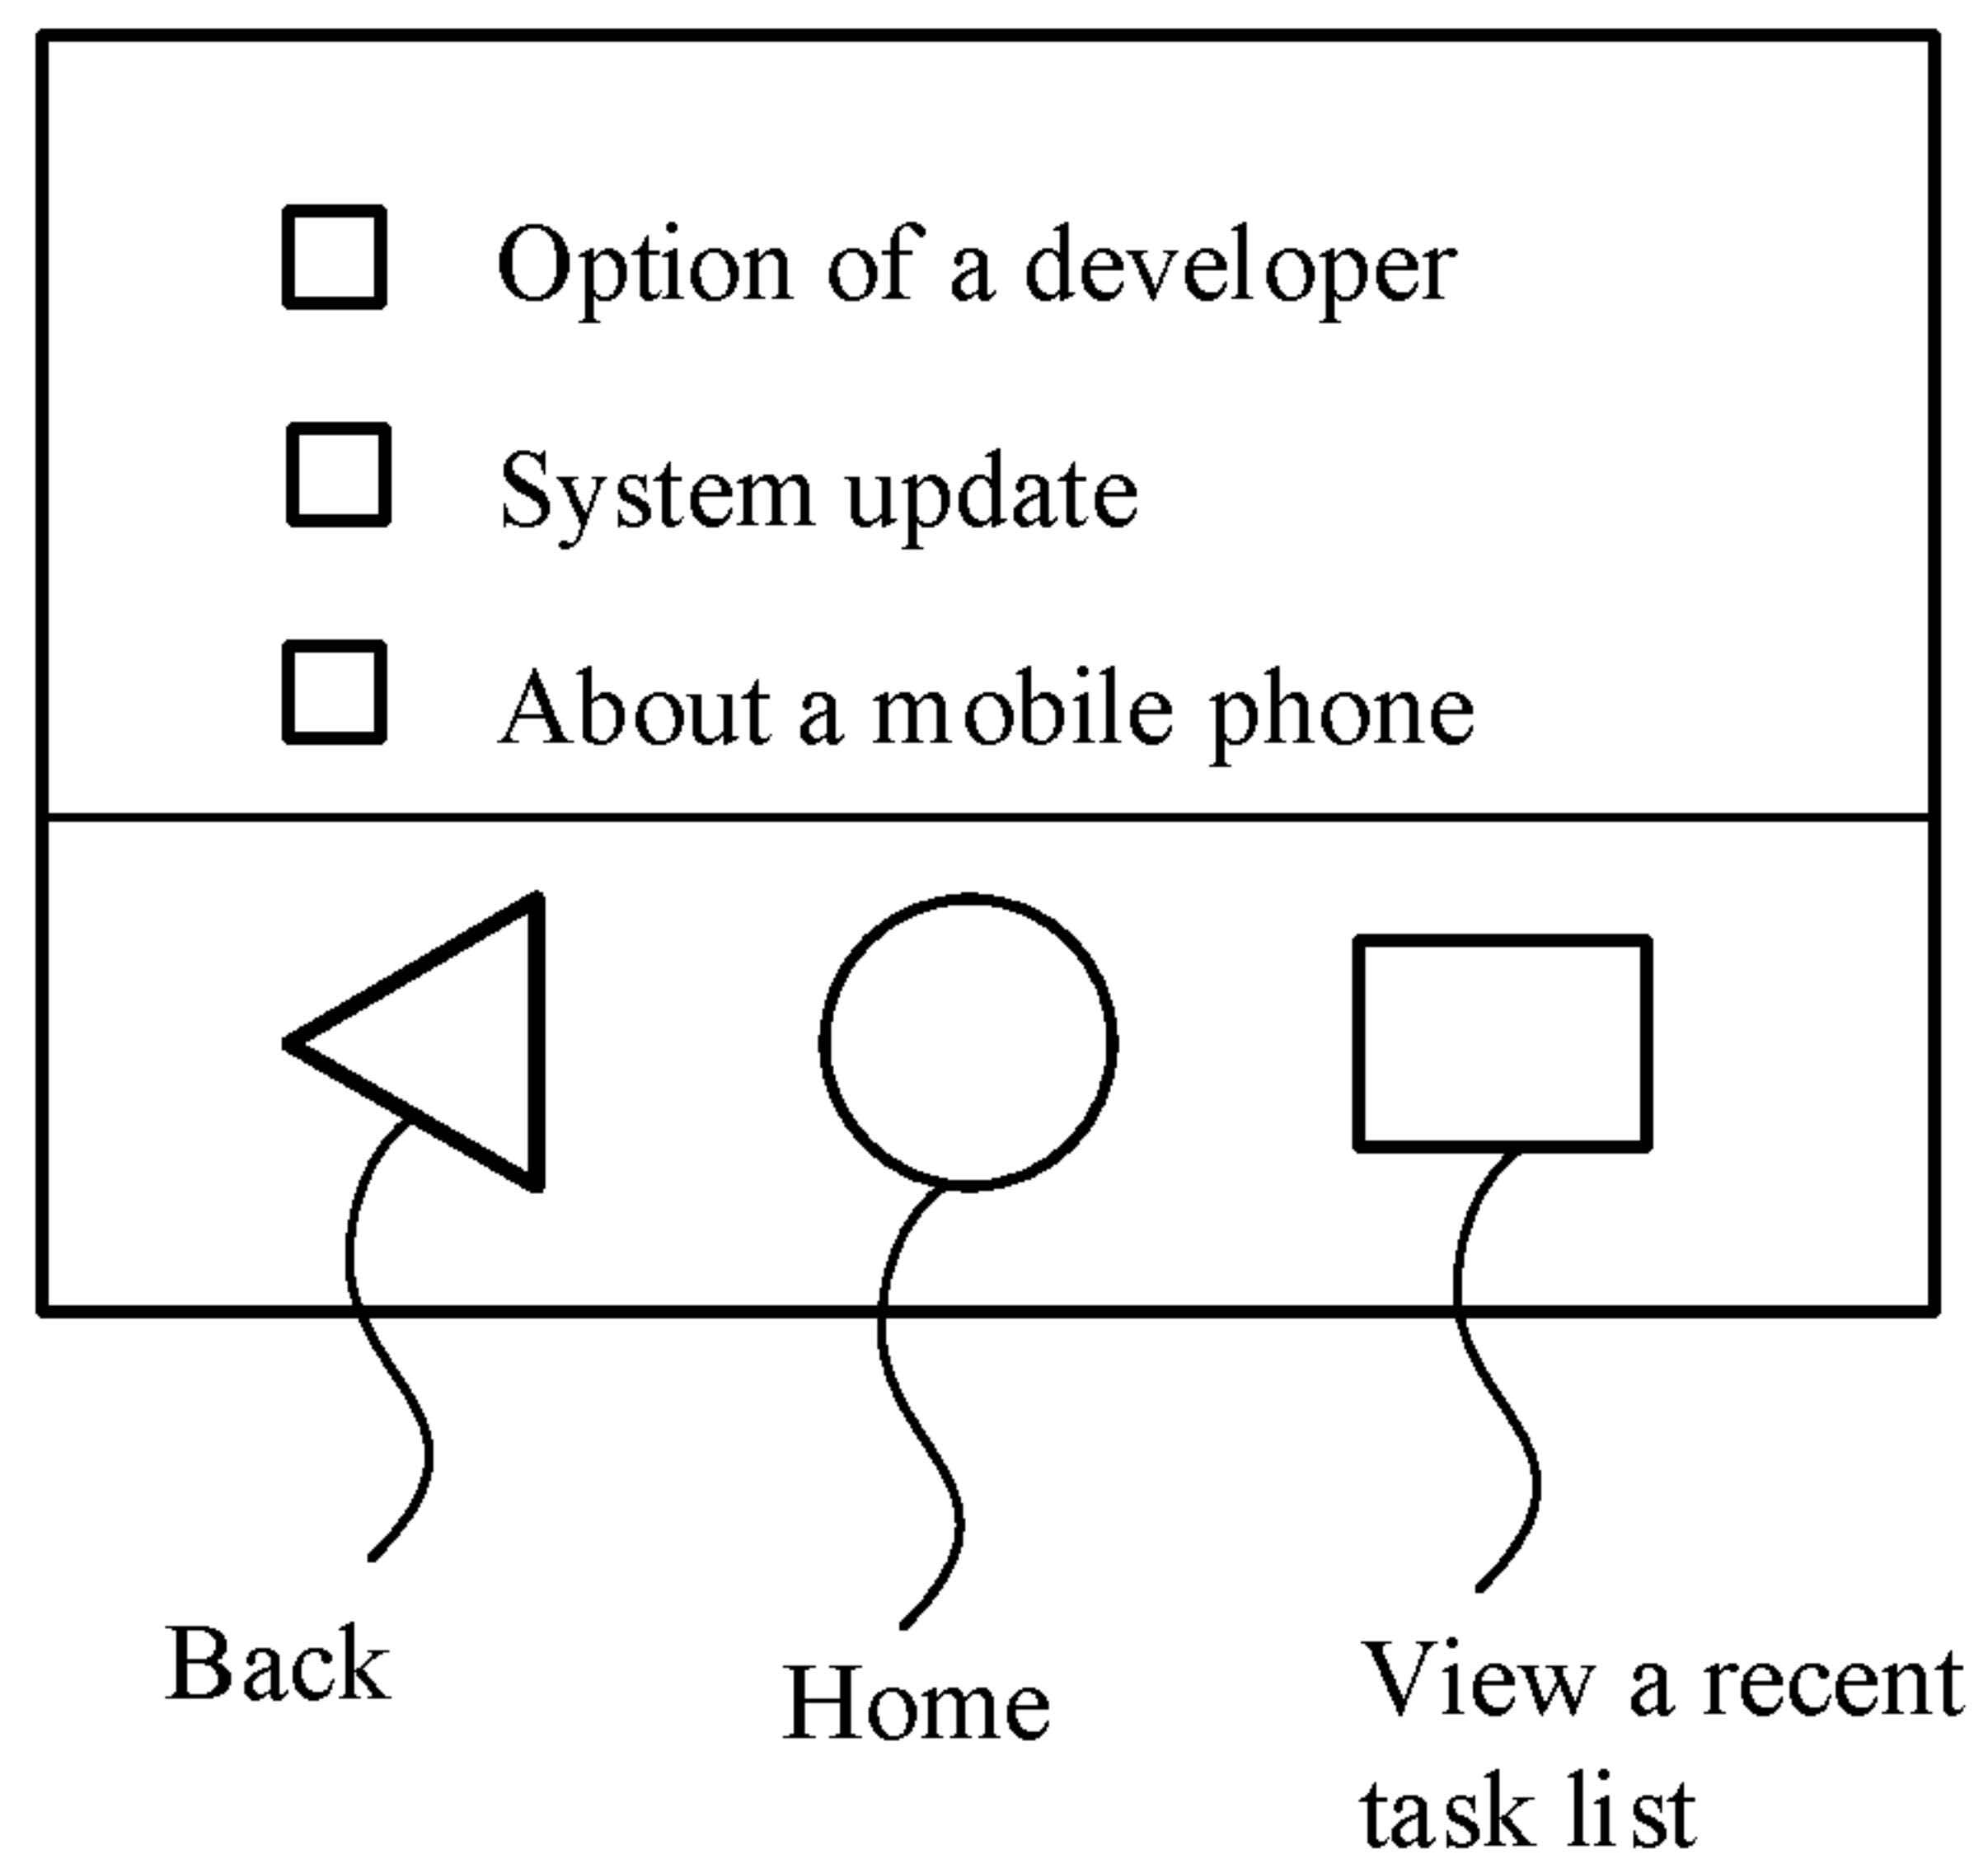 Option of a developer
System update
About a mobile phone
Back
Home
View a recent
task list